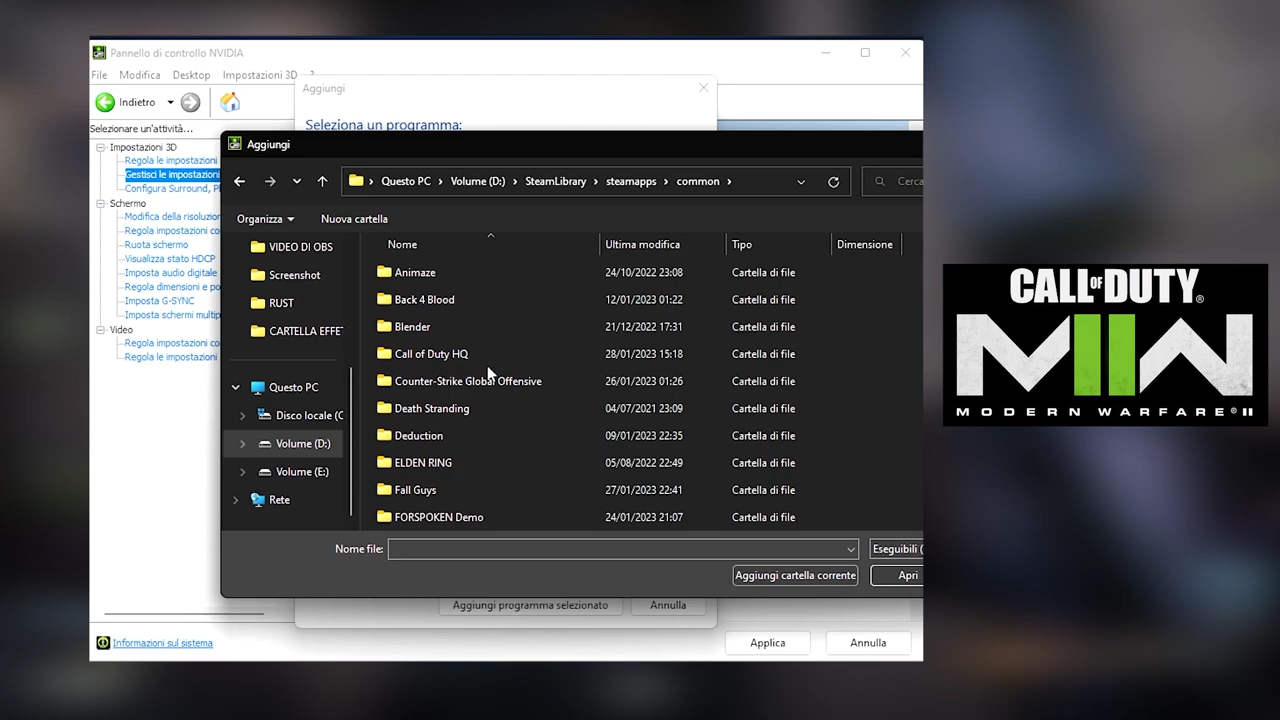 Pannello di controllo NVIDIA
File Modifica Desktop Impostazioni 3D ?
Indietro
Selezionare un'attività...
Impostazioni 3D
Regola le impostazioni
Gestisci le impostazioni
Configura Surround, P
Schermo
Modifica della risoluzion
Regola impostazioni co
Ruota schermo
Visualizza stato HDCP
Imposta audio digitale
Regola dimensioni e po
Imposta G-SYNC
Imposta schermi multip
Video
Regola impostazioni co
Regola le impostazioni
Informazioni sul sistema
Aggiungi
Seleziona un programma:
Aggiungi
Questo PC > Volume (D:) > SteamLibrary > steamapps > common >
Cerca
Organizza Nuova cartella
VIDEO DI OBS
Screenshot
RUST
CARTELLA EFFE
Questo PC
Disco locale (C
Volume (D:)
Volume (E:)
Rete
Nome Ultima modifica Tipo Dimensione
Animaze 24/10/2022 23:08 Cartella di file
Back 4 Blood 12/01/2023 01:22 Cartella di file
Blender 21/12/2022 17:31 Cartella di file
Call of Duty HQ 28/01/2023 15:18 Cartella di file
Counter-Strike Global Offensive 26/01/2023 01:26 Cartella di file
Death Stranding 04/07/2021 23:09 Cartella di file
Deduction 09/01/2023 22:35 Cartella di file
ELDEN RING 05/08/2022 22:49 Cartella di file
Fall Guys 27/01/2023 22:41 Cartella di file
FORSPOKEN Demo 24/01/2023 21:07 Cartella di file
Nome file:
Eseguibili (
Aggiungi cartella corrente Apri
Aggiungi programma selezionato Annulla
Applica Annulla
CALL OF DUTY®
MWII
MODERN WARFARE® II